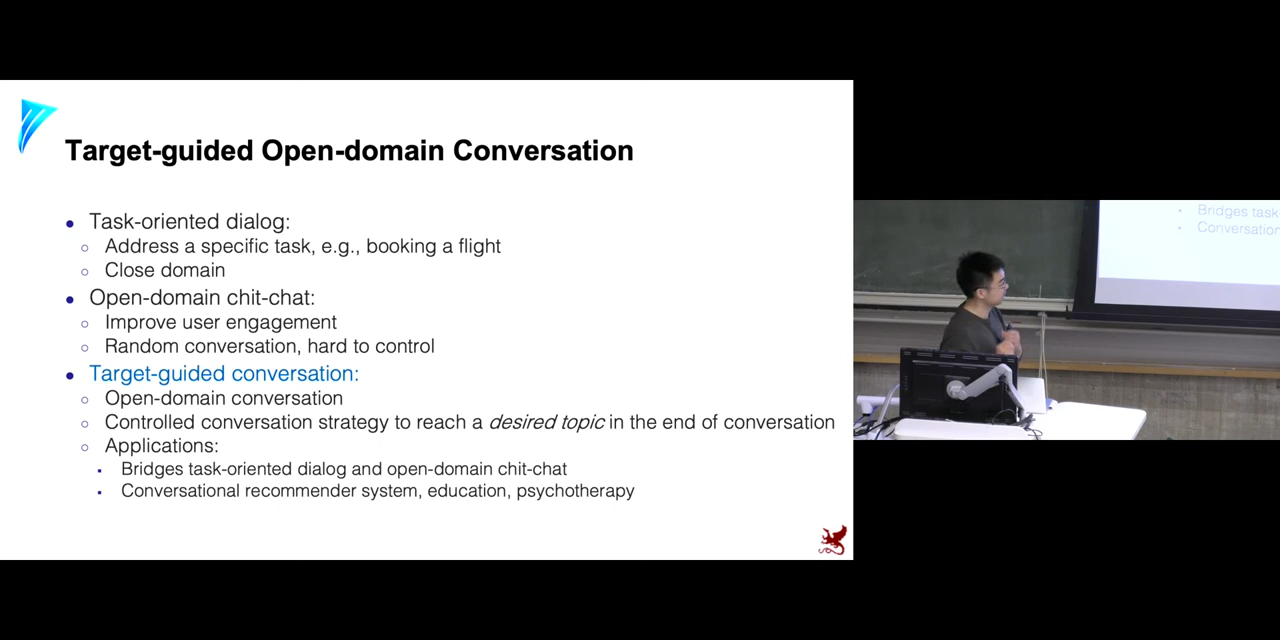 Target-guided Open-domain Conversation
Task-oriented dialog:
Address a specific task, e.g., booking a flight
Close domain
Open-domain chit-chat:
Improve user engagement
Random conversation, hard to control
Target-guided conversation:
Open-domain conversation
Controlled conversation strategy to reach a desired topic in the end of conversation
Applications:
Bridges task-oriented dialog and open-domain chit-chat
Conversational recommender system, education, psychotherapy
Bridges task
Conversation